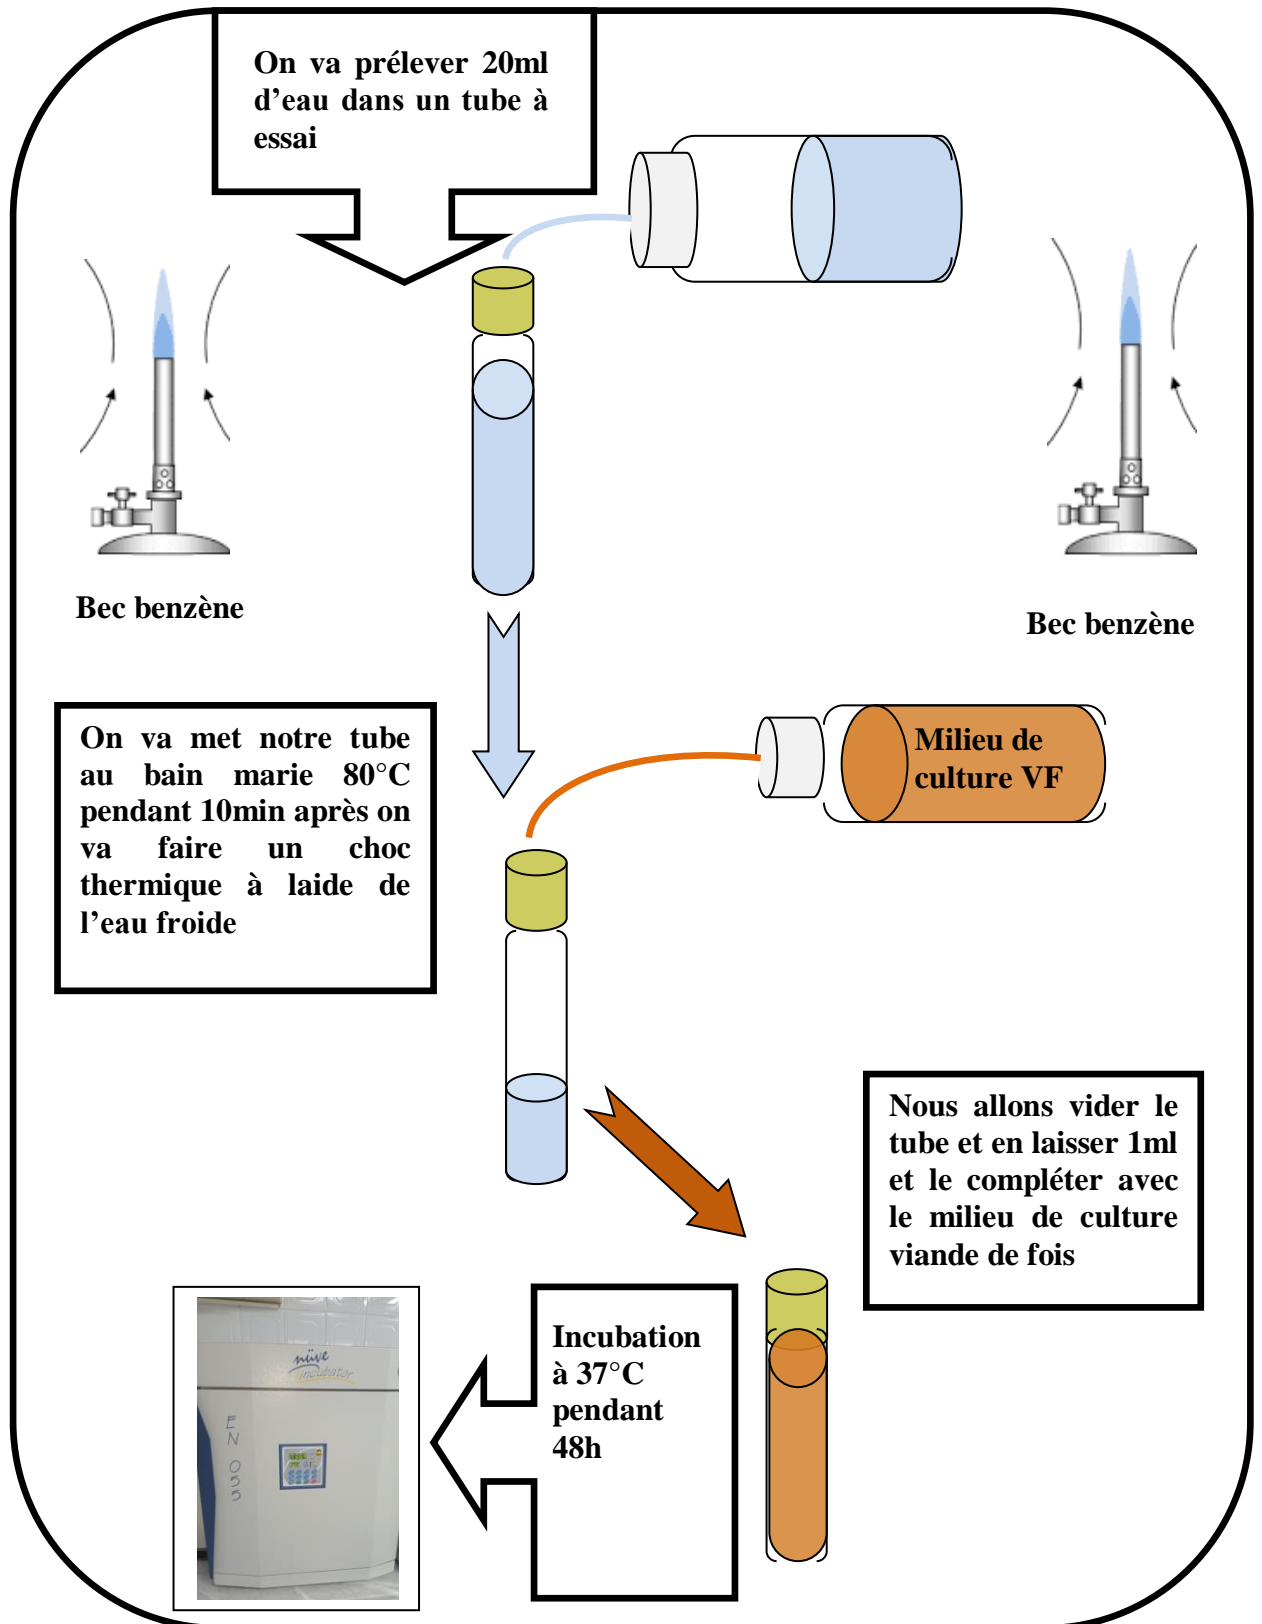 On va prélever 20ml
d’eau dans un tube à
essai
Bec benzène
Bec benzène
On va met notre tube
au bain marie 80°C
pendant 10min après on
va faire un choc
thermique à laide de
l’eau froide
Milieu de
culture VF
Nous allons vider le
tube et en laisser 1ml
et le compléter avec
le milieu de culture
viande de fois
Incubation
à 37°C
pendant
48h
nüve
incubator
EN 055